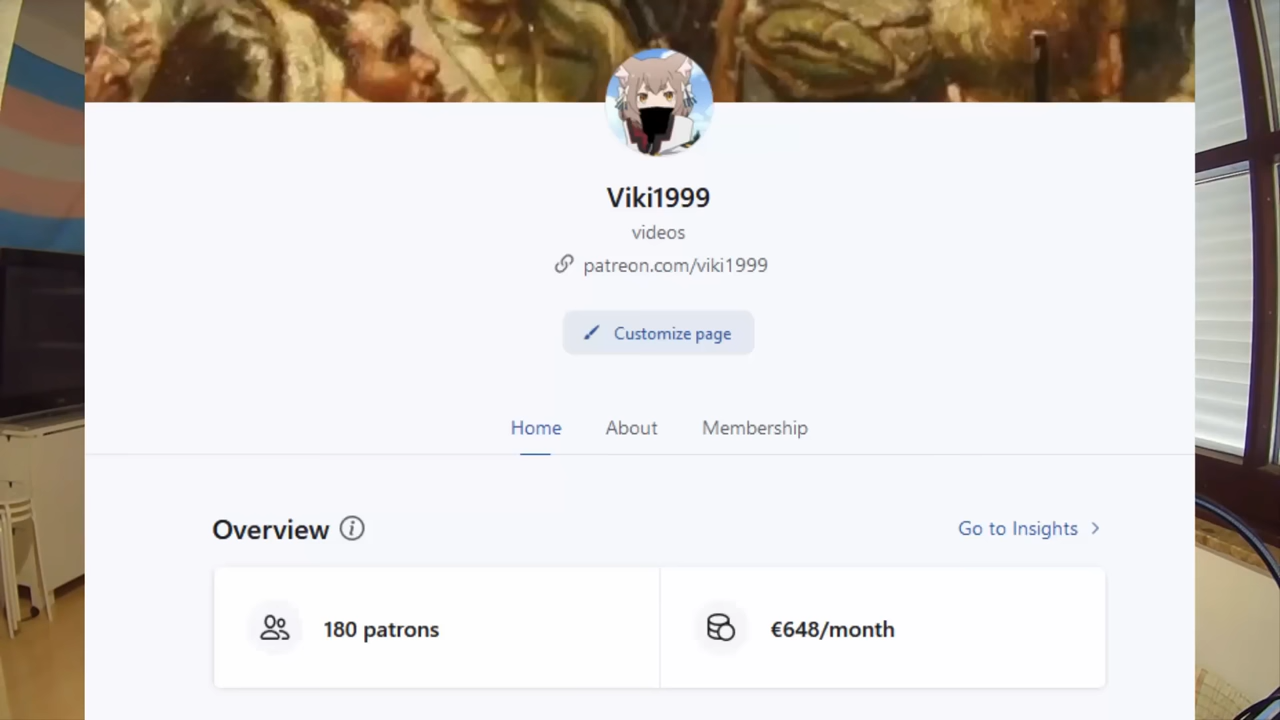 Viki1999
videos
patreon.com/viki1999
Customize page
Home About Membership
Overview
Go to Insights
180 patrons
€648/month